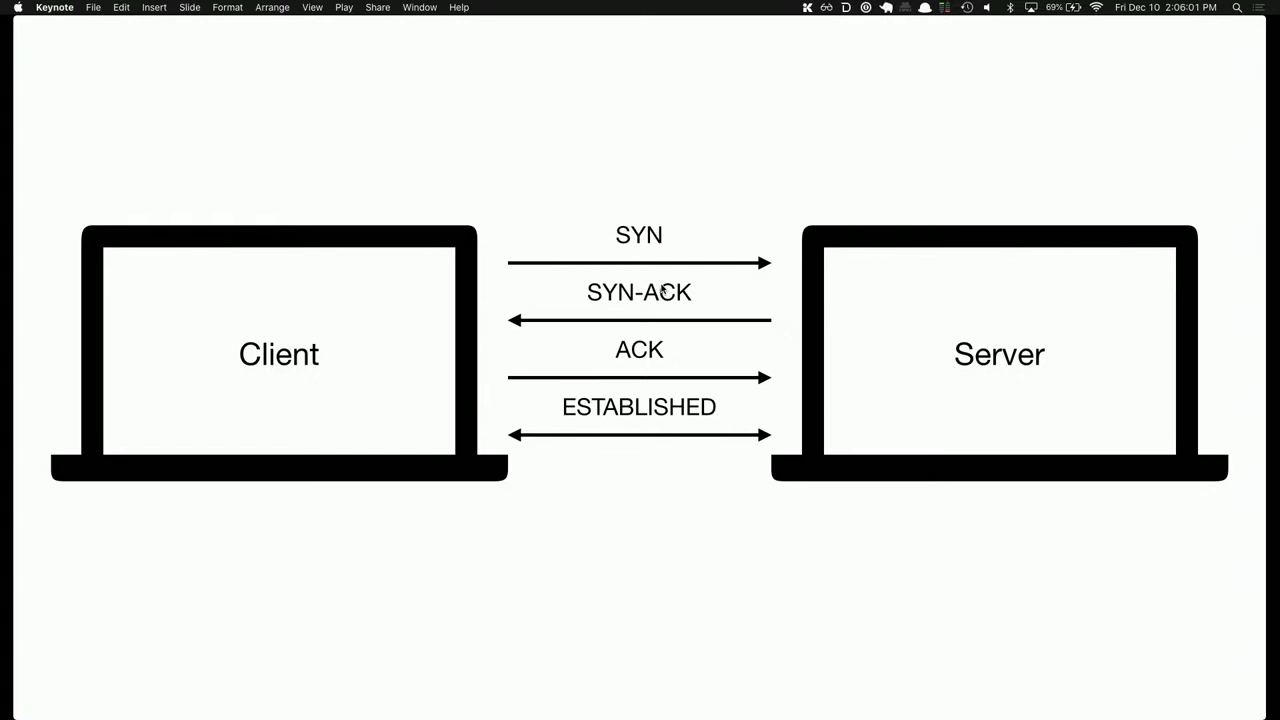 Keynote File Edit Insert Slide Format Arrange View Play Share Window Help 69% Fri Dec 10 2:06:01 PM
SYN
SYN-ACK
ACK
ESTABLISHED
Client
Server